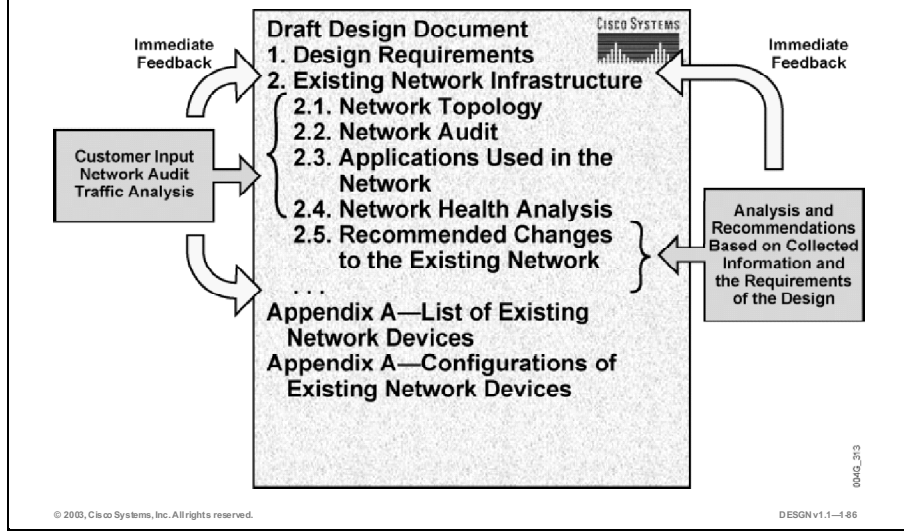 Draft Design Document
CISCO SYSTEMS
1. Design Requirements
2. Existing Network Infrastructure
2.1. Network Topology
2.2. Network Audit
2.3. Applications Used in the
Network
2.4. Network Health Analysis
2.5. Recommended Changes
to the Existing Network
. . .
Appendix A—List of Existing
Network Devices
Appendix A—Configurations of
Existing Network Devices
Immediate
Feedback
Customer Input
Network Audit
Traffic Analysis
Immediate
Feedback
Analysis and
Recommendations
Based on Collected
Information and
the Requirements
of the Design
004G_313
© 2003, Cisco Systems, Inc. All rights reserved.
DESGN v1.1—1-86